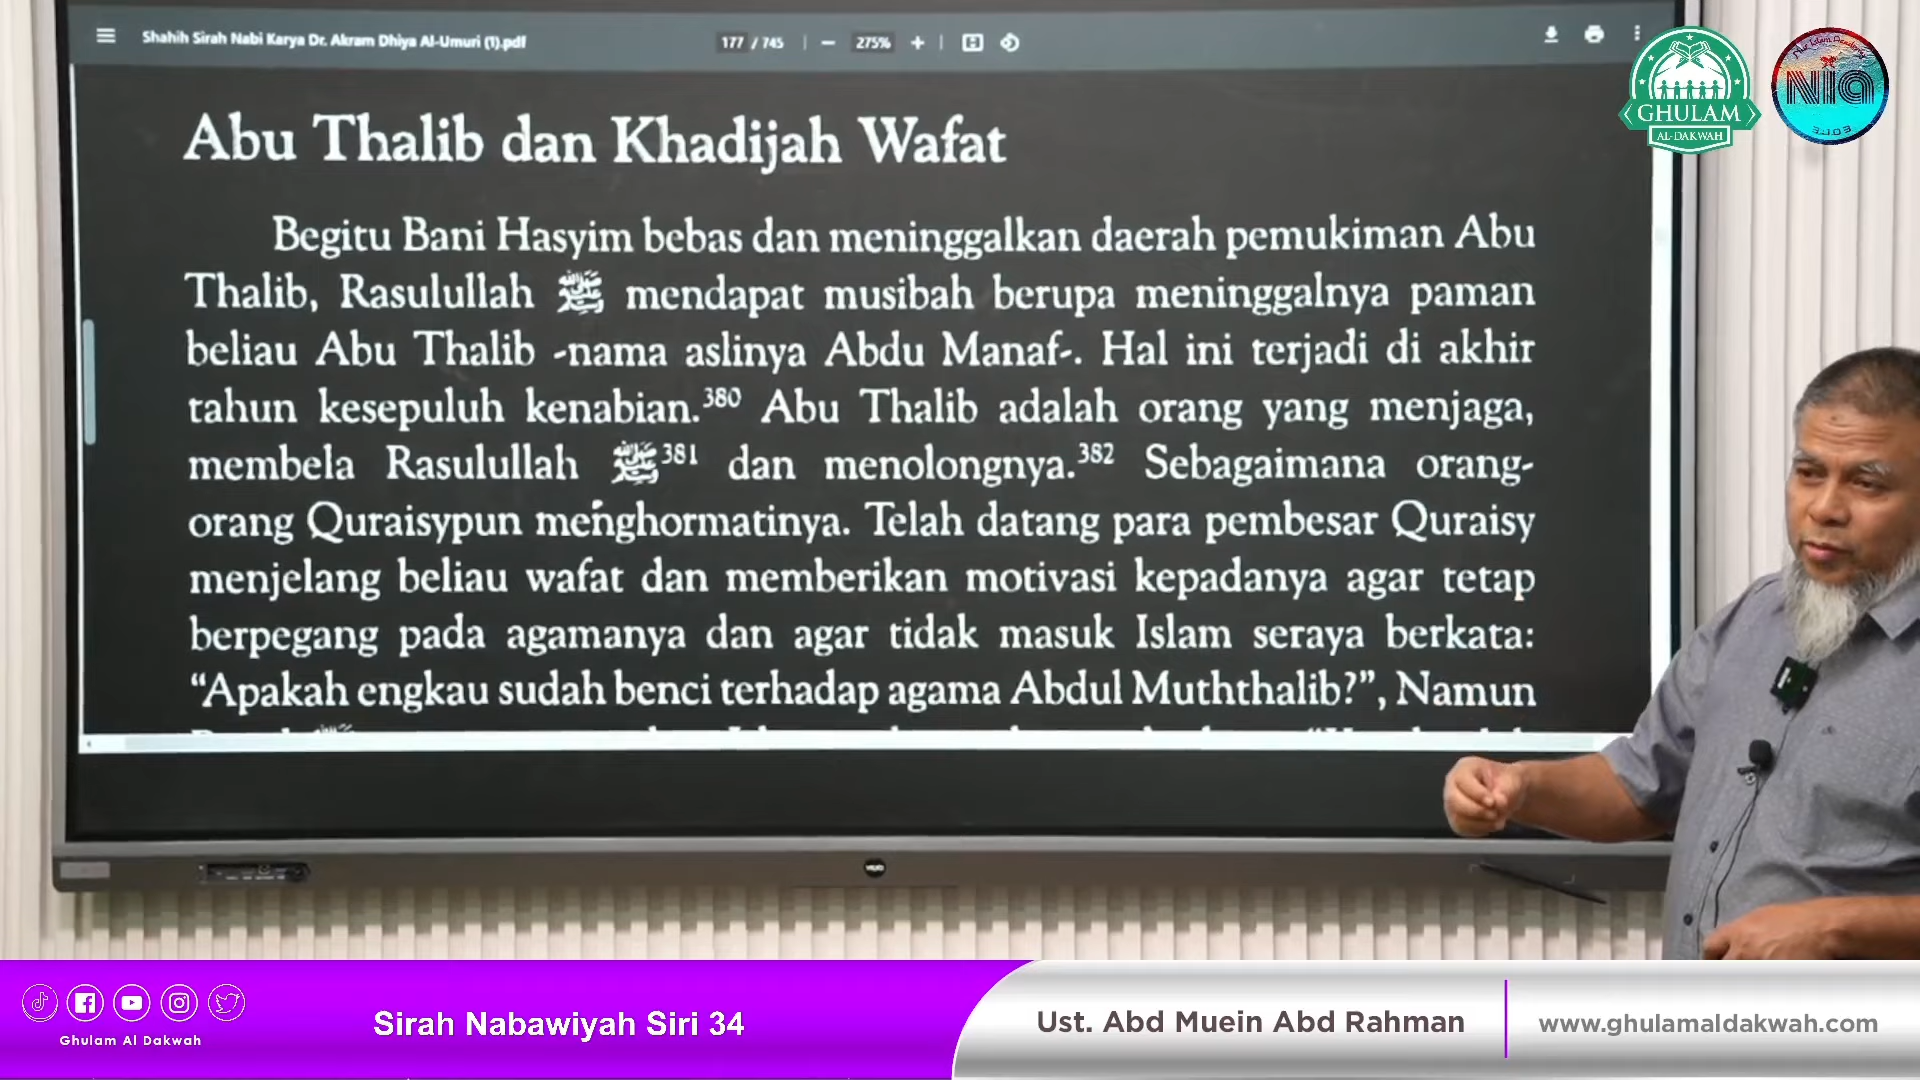 Shahih Sirah Nabi Karya Dr. Akram Dhiya Al-Umuri (1).pdf
177 / 745
275%
GHULAM
AL-DAKWAH
NIA
Abu Thalib dan Khadijah Wafat
Begitu Bani Hasyim bebas dan meninggalkan daerah pemukiman Abu
Thalib, Rasulullah ﷺ mendapat musibah berupa meninggalnya paman
beliau Abu Thalib -nama aslinya Abdu Manaf-. Hal ini terjadi di akhir
tahun kesepuluh kenabian.380 Abu Thalib adalah orang yang menjaga,
membela Rasulullah ﷺ381 dan menolongnya.382 Sebagaimana orang-
orang Quraisypun menghormatinya. Telah datang para pembesar Quraisy
menjelang beliau wafat dan memberikan motivasi kepadanya agar tetap
berpegang pada agamanya dan agar tidak masuk Islam seraya berkata:
“Apakah engkau sudah benci terhadap agama Abdul Muththalib?”, Namun
Ghulam Al Dakwah
Sirah Nabawiyah Siri 34
Ust. Abd Muein Abd Rahman
www.ghulamaldakwah.com